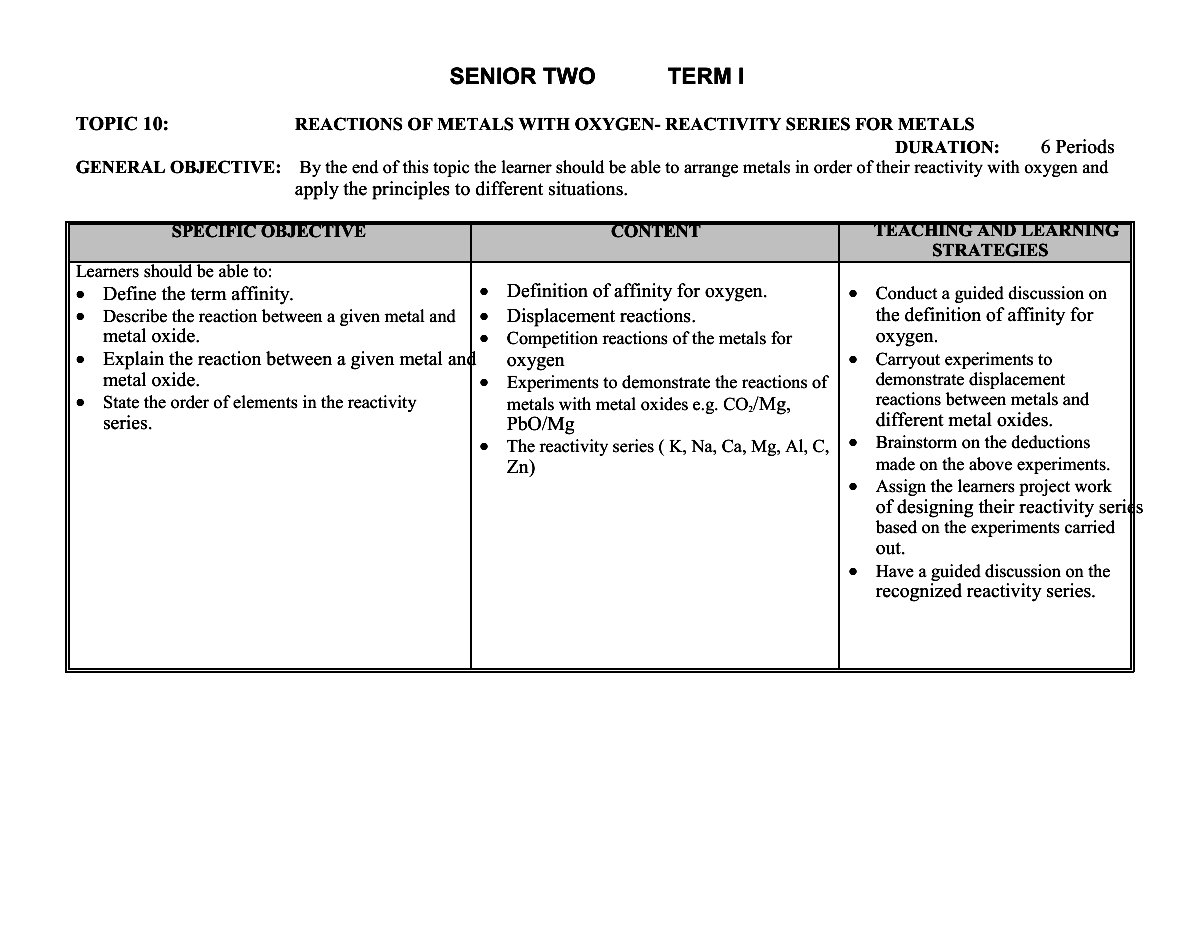 SENIOR TWO TERM I
TOPIC 10: REACTIONS OF METALS WITH OXYGEN- REACTIVITY SERIES FOR METALS
DURATION: 6 Periods
GENERAL OBJECTIVE: By the end of this topic the learner should be able to arrange metals in order of their reactivity with oxygen and
apply the principles to different situations.
SPECIFIC OBJECTIVE
Learners should be able to:
• Define the term affinity.
• Describe the reaction between a given metal and
metal oxide.
• Explain the reaction between a given metal and
metal oxide.
• State the order of elements in the reactivity
series.
CONTENT
• Definition of affinity for oxygen.
• Displacement reactions.
• Competition reactions of the metals for
oxygen
• Experiments to demonstrate the reactions of
metals with metal oxides e.g. CO₂/Mg,
PbO/Mg
• The reactivity series ( K, Na, Ca, Mg, Al, C,
Zn)
TEACHING AND LEARNING
STRATEGIES
• Conduct a guided discussion on
the definition of affinity for
oxygen.
• Carryout experiments to
demonstrate displacement
reactions between metals and
different metal oxides.
• Brainstorm on the deductions
made on the above experiments.
• Assign the learners project work
of designing their reactivity series
based on the experiments carried
out.
• Have a guided discussion on the
recognized reactivity series.